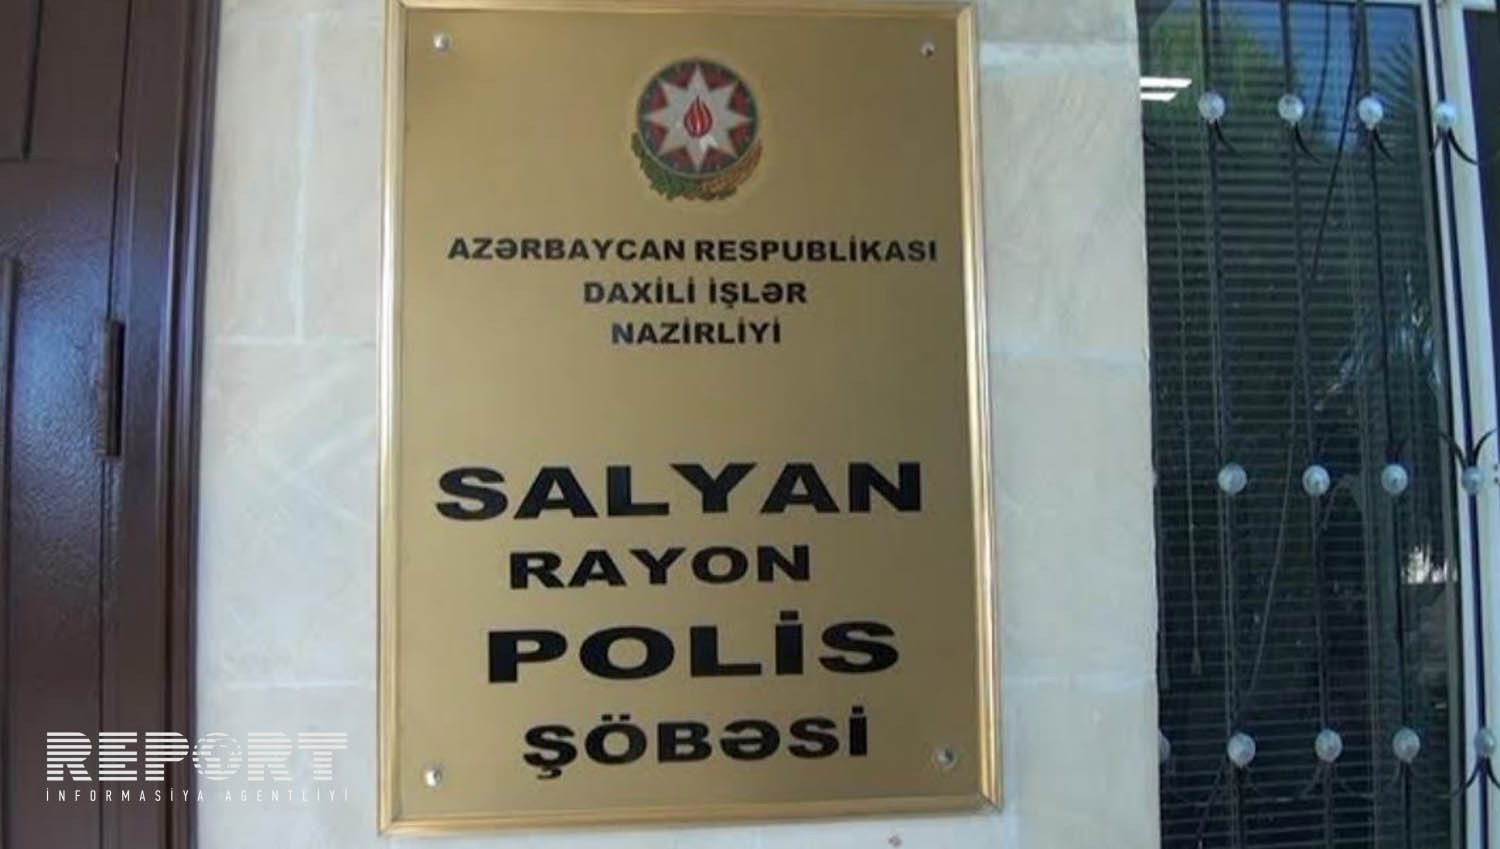 AZƏRBAYCAN RESPUBLİKASI
DAXİLİ İŞLƏR
NAZİRLİYİ
SALYAN
RAYON
POLİS
ŞÖBƏSİ
REPORT
İNFORMASİYA AGENTLİYİ